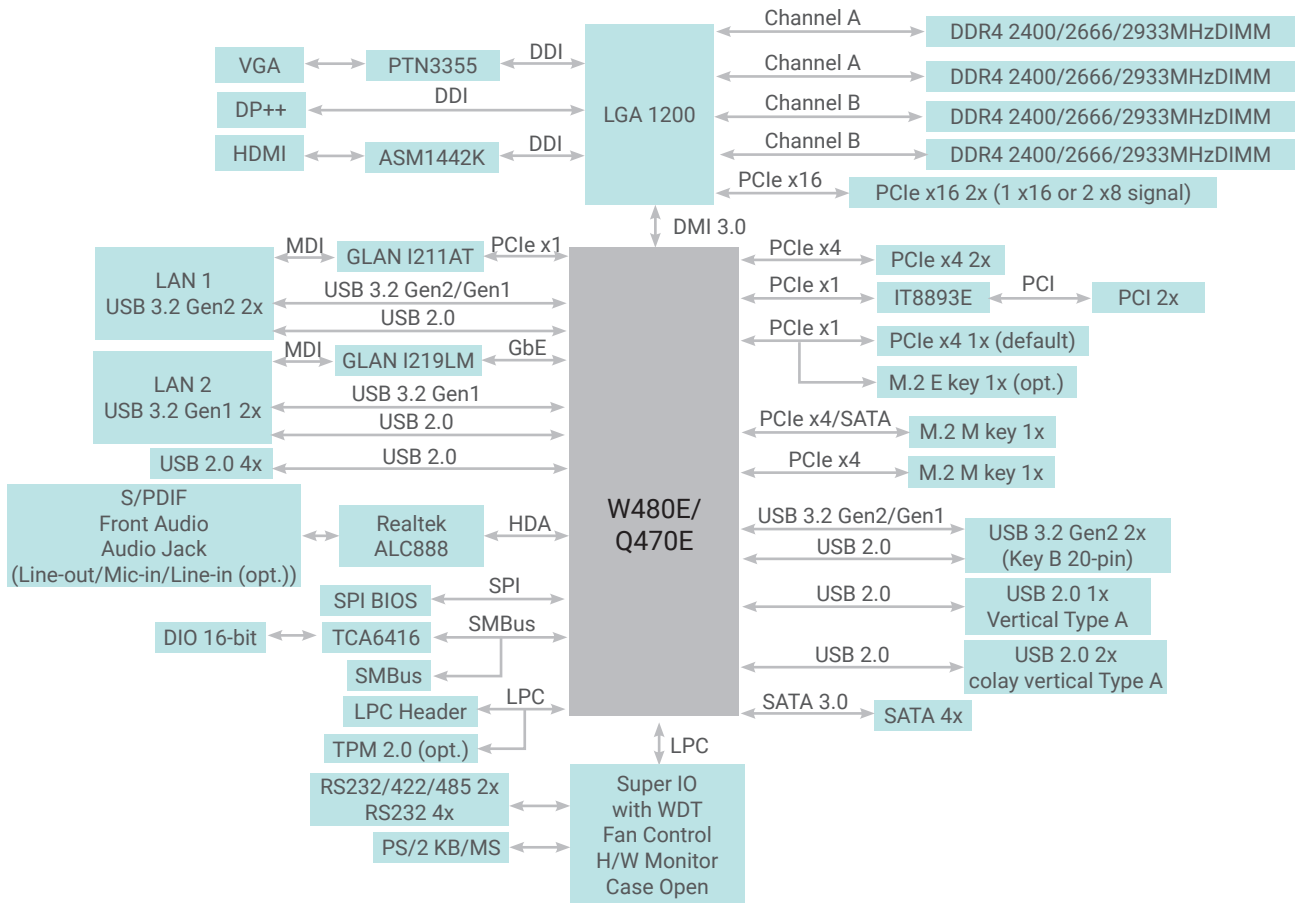 Channel A
DDR4 2400/2666/2933MHzDIMM
VGA
PTN3355
DDI
Channel A
DDR4 2400/2666/2933MHzDIMM
DP++
DDI
LGA 1200
Channel B
DDR4 2400/2666/2933MHzDIMM
HDMI
ASM1442K
DDI
Channel B
DDR4 2400/2666/2933MHzDIMM
PCIe x16
PCIe x16 2x (1 x16 or 2 x8 signal)
DMI 3.0
LAN 1
USB 3.2 Gen2 2x
MDI
GLAN I211AT
PCIe x1
USB 3.2 Gen2/Gen1
USB 2.0
LAN 2
USB 3.2 Gen1 2x
MDI
GLAN I219LM
GbE
USB 3.2 Gen1
USB 2.0
USB 2.0 4x
USB 2.0
S/PDIF
Front Audio
Audio Jack
(Line-out/Mic-in/Line-in (opt.))
Realtek
ALC888
HDA
SPI BIOS
SPI
DIO 16-bit
TCA6416
SMBus
SMBus
LPC Header
LPC
TPM 2.0 (opt.)
W480E/
Q470E
PCIe x4
PCIe x4 2x
PCIe x1
IT8893E
PCI
PCI 2x
PCIe x1
PCIe x4 1x (default)
M.2 E key 1x (opt.)
PCIe x4/SATA
M.2 M key 1x
PCIe x4
M.2 M key 1x
USB 3.2 Gen2/Gen1
USB 2.0
USB 3.2 Gen2 2x
(Key B 20-pin)
USB 2.0
USB 2.0 1x
Vertical Type A
USB 2.0
USB 2.0 2x
colay vertical Type A
SATA 3.0
SATA 4x
LPC
RS232/422/485 2x
RS232 4x
PS/2 KB/MS
Super IO
with WDT
Fan Control
H/W Monitor
Case Open